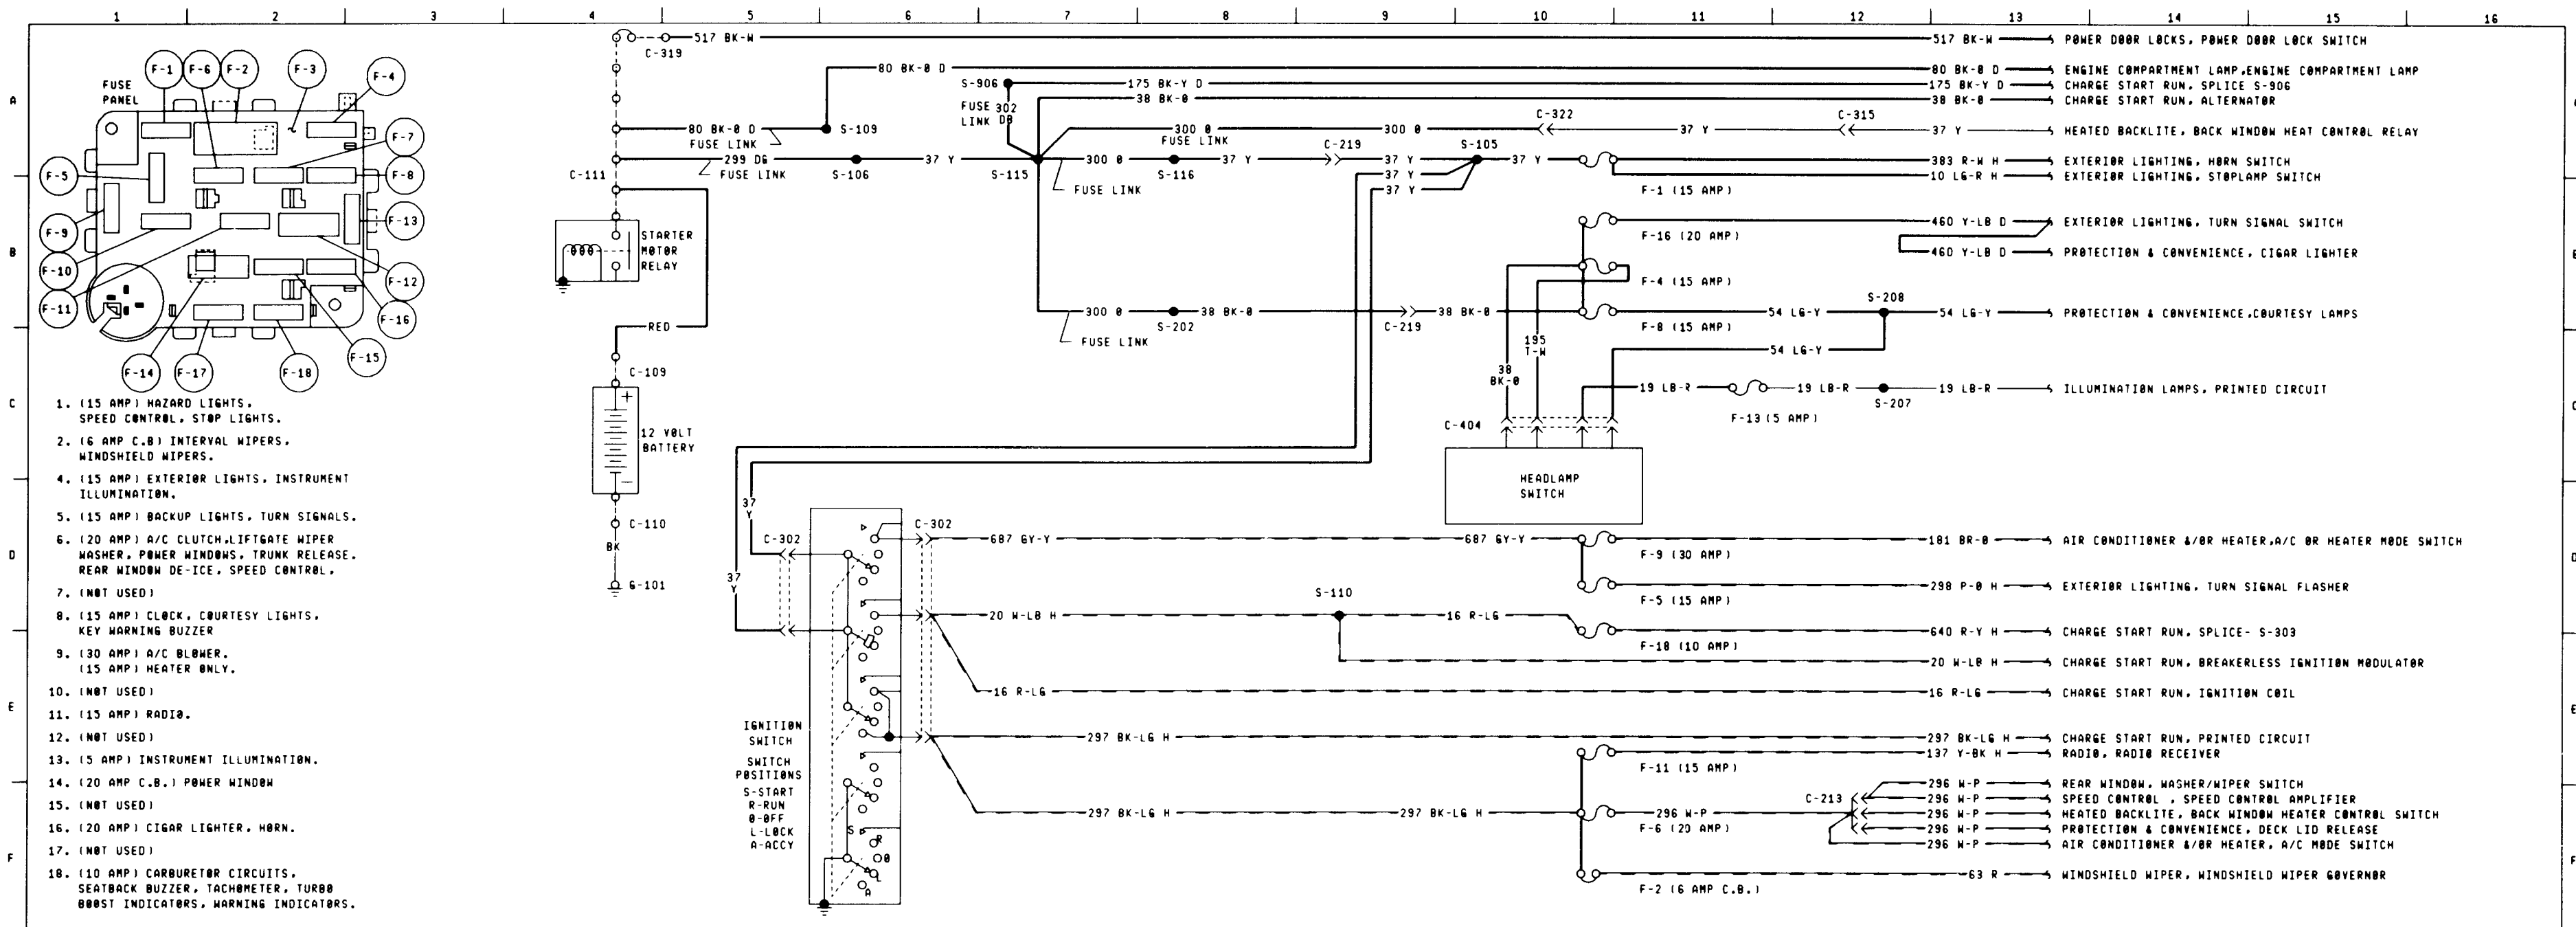 1 2 3 4 5 6 7 8 9 10 11 12 13 14 15 16
A
B
C
D
E
F
FUSE
PANEL
F-1
F-6
F-2
F-3
F-4
F-7
F-5
F-8
F-9
F-13
F-10
F-12
F-11
F-16
F-15
F-14
F-17
F-18
1. (15 AMP) HAZARD LIGHTS,
SPEED CONTROL, STOP LIGHTS.
2. (6 AMP C.B) INTERVAL WIPERS,
WINDSHIELD WIPERS.
4. (15 AMP) EXTERIOR LIGHTS, INSTRUMENT
ILLUMINATION.
5. (15 AMP) BACKUP LIGHTS, TURN SIGNALS.
6. (20 AMP) A/C CLUTCH,LIFTGATE WIPER
WASHER, POWER WINDOWS, TRUNK RELEASE.
REAR WINDOW DE-ICE, SPEED CONTROL,
7. (NOT USED)
8. (15 AMP) CLOCK, COURTESY LIGHTS,
KEY WARNING BUZZER
9. (30 AMP) A/C BLOWER.
(15 AMP) HEATER ONLY.
10. (NOT USED)
11. (15 AMP) RADIO.
12. (NOT USED)
13. (5 AMP) INSTRUMENT ILLUMINATION.
14. (20 AMP C.B.) POWER WINDOW
15. (NOT USED)
16. (20 AMP) CIGAR LIGHTER, HORN.
17. (NOT USED)
18. (10 AMP) CARBURETOR CIRCUITS,
SEATBACK BUZZER, TACHOMETER, TURBO
BOOST INDICATORS, WARNING INDICATORS.
C-319
517 BK-W
517 BK-W
POWER DOOR LOCKS, POWER DOOR LOCK SWITCH
80 BK-O D
80 BK-O D
ENGINE COMPARTMENT LAMP,ENGINE COMPARTMENT LAMP
S-906
175 BK-Y D
175 BK-Y D
CHARGE START RUN, SPLICE S-906
FUSE
LINK
302
DB
38 BK-O
38 BK-O
CHARGE START RUN, ALTERNATOR
80 BK-O D
FUSE LINK
S-109
300 O
FUSE LINK
300 O
C-322
37 Y
C-315
37 Y
HEATED BACKLITE, BACK WINDOW HEAT CONTROL RELAY
C-111
299 DG
FUSE LINK
S-106
37 Y
S-115
300 O
FUSE LINK
S-116
37 Y
C-219
37 Y
37 Y
37 Y
S-105
37 Y
F-1 (15 AMP)
383 R-W H
EXTERIOR LIGHTING, HORN SWITCH
10 LG-R H
EXTERIOR LIGHTING, STOPLAMP SWITCH
STARTER
MOTOR
RELAY
F-16 (20 AMP)
460 Y-LB D
EXTERIOR LIGHTING, TURN SIGNAL SWITCH
460 Y-LB D
PROTECTION & CONVENIENCE, CIGAR LIGHTER
F-4 (15 AMP)
RED
300 O
FUSE LINK
S-202
38 BK-O
C-219
38 BK-O
F-8 (15 AMP)
54 LG-Y
S-208
54 LG-Y
PROTECTION & CONVENIENCE,COURTESY LAMPS
54 LG-Y
195
T-W
38
BK-O
C-109
12 VOLT
BATTERY
19 LB-R
F-13 (5 AMP)
19 LB-R
S-207
19 LB-R
ILLUMINATION LAMPS, PRINTED CIRCUIT
C-404
HEADLAMP
SWITCH
C-110
BK
G-101
37
Y
37
Y
C-302
C-302
687 GY-Y
687 GY-Y
F-9 (30 AMP)
181 BR-O
AIR CONDITIONER &/OR HEATER,A/C OR HEATER MODE SWITCH
F-5 (15 AMP)
298 P-O H
EXTERIOR LIGHTING, TURN SIGNAL FLASHER
20 W-LB H
S-110
16 R-LG
F-18 (10 AMP)
640 R-Y H
CHARGE START RUN, SPLICE- S-303
20 W-LB H
CHARGE START RUN, BREAKERLESS IGNITION MODULATOR
16 R-LG
16 R-LG
CHARGE START RUN, IGNITION COIL
IGNITION
SWITCH
SWITCH
POSITIONS
S-START
R-RUN
O-OFF
L-LOCK
A-ACCY
S
R
O
L
A
297 BK-LG H
297 BK-LG H
CHARGE START RUN, PRINTED CIRCUIT
F-11 (15 AMP)
137 Y-BK H
RADIO, RADIO RECEIVER
297 BK-LG H
297 BK-LG H
F-6 (20 AMP)
296 W-P
C-213
296 W-P
REAR WINDOW, WASHER/WIPER SWITCH
296 W-P
SPEED CONTROL , SPEED CONTROL AMPLIFIER
296 W-P
HEATED BACKLITE, BACK WINDOW HEATER CONTROL SWITCH
296 W-P
PROTECTION & CONVENIENCE, DECK LID RELEASE
296 W-P
AIR CONDITIONER &/OR HEATER, A/C MODE SWITCH
F-2 (6 AMP C.B.)
63 R
WINDSHIELD WIPER, WINDSHIELD WIPER GOVERNOR
A
B
C
D
E
F